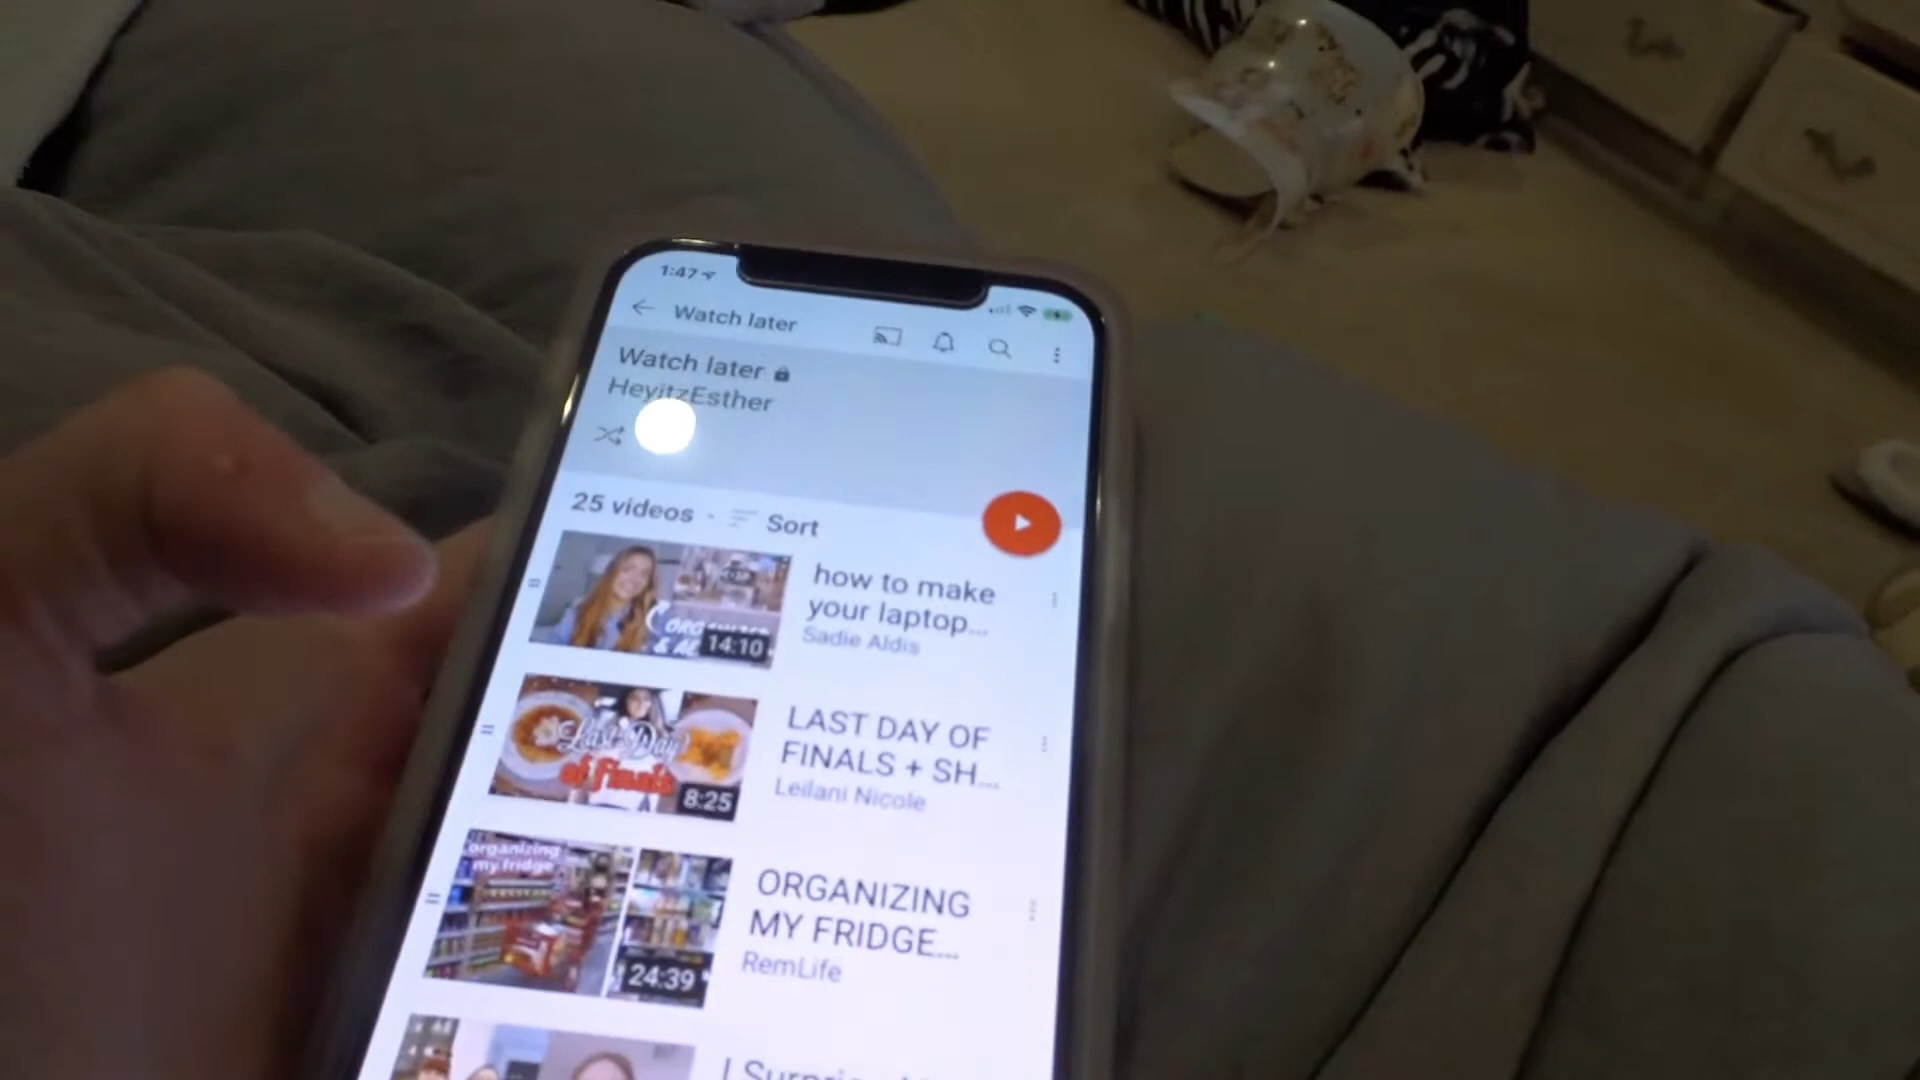 1:47
Watch later
Watch later
HeyitzEsther
25 videos · Sort
how to make
your laptop...
Sadie Aldis
14:10
LAST DAY OF
FINALS + SH...
Leilani Nicole
Last Day
of finals
8:25
organizing
my fridge
ORGANIZING
MY FRIDGE...
RemLife
24:39